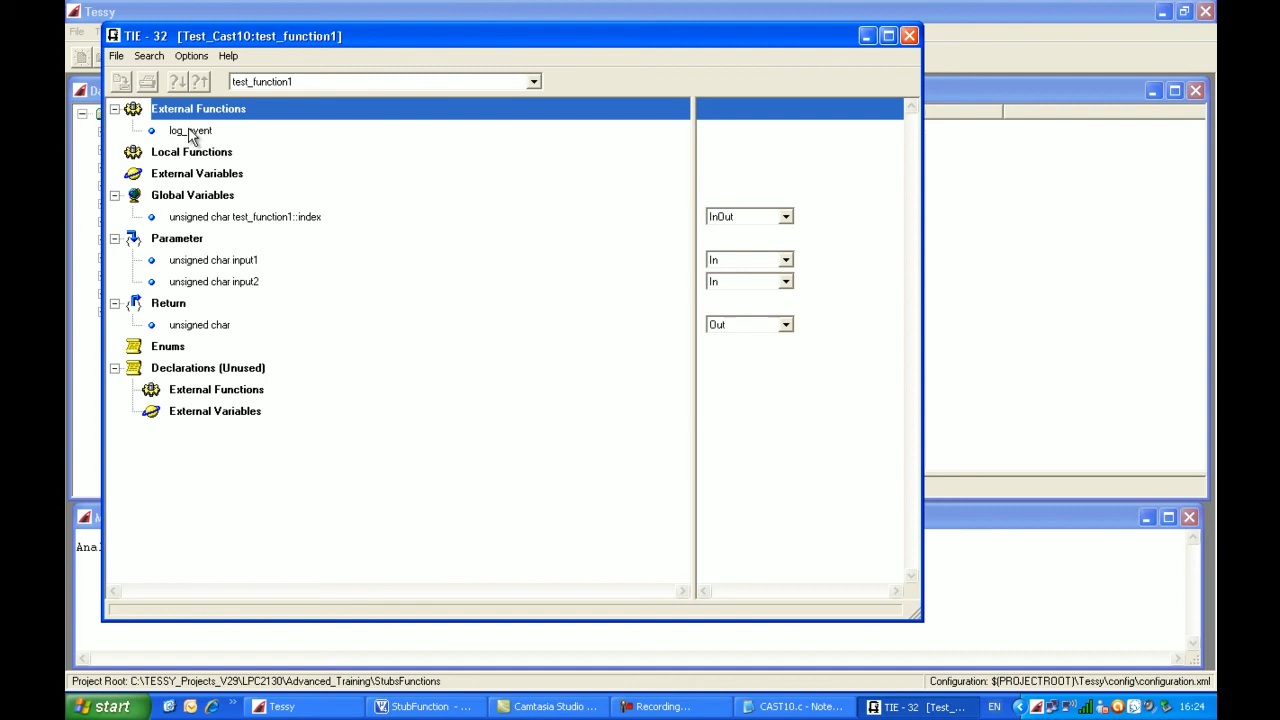 Tessy
TIE - 32 [Test_Cast10:test_function1]
File Search Options Help
test_function1
External Functions
log_event
Local Functions
External Variables
Global Variables
unsigned char test_function1::index
InOut
Parameter
unsigned char input1
In
unsigned char input2
In
Return
unsigned char
Out
Enums
Declarations (Unused)
External Functions
External Variables
Project Root: C:\TESSY_Projects_V29\LPC2130\Advanced_Training\StubsFunctions
Configuration: $(PROJECTROOT)\Tessy\config\configuration.xml
start
Tessy
StubFunction - ...
Camtasia Studio ...
Recording...
CAST10.c - Note...
TIE - 32 [Test_...
EN
16:24